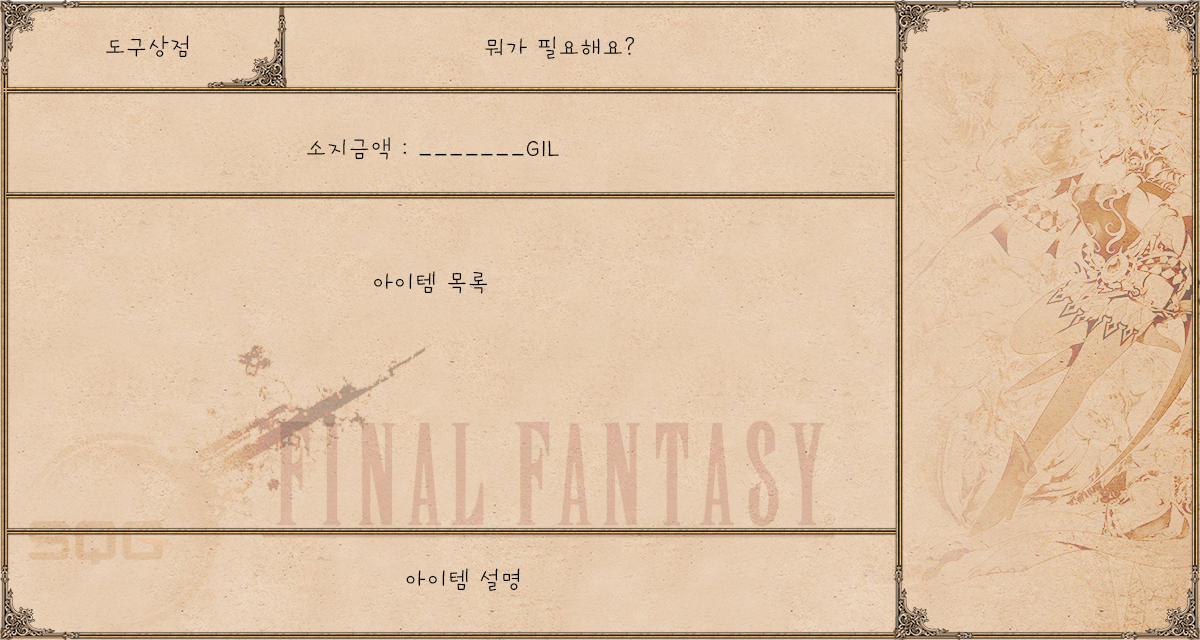 도구상점
뭐가 필요해요?
소지금액 : _______GIL
아이템 목록
FINAL FANTASY
SQG
아이템 설명